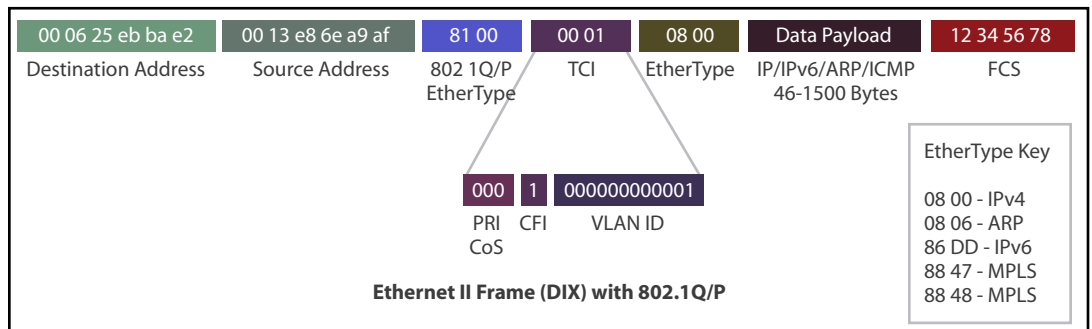 00 06 25 eb ba e2 00 13 e8 6e a9 af 81 00 00 01 08 00 Data Payload 12 34 56 78
Destination Address Source Address 802 1Q/P TCI EtherType IP/IPv6/ARP/ICMP FCS
EtherType 46-1500 Bytes
000 1 000000000001
PRI CFI VLAN ID
CoS
Ethernet II Frame (DIX) with 802.1Q/P
EtherType Key
08 00 - IPv4
08 06 - ARP
86 DD - IPv6
88 47 - MPLS
88 48 - MPLS